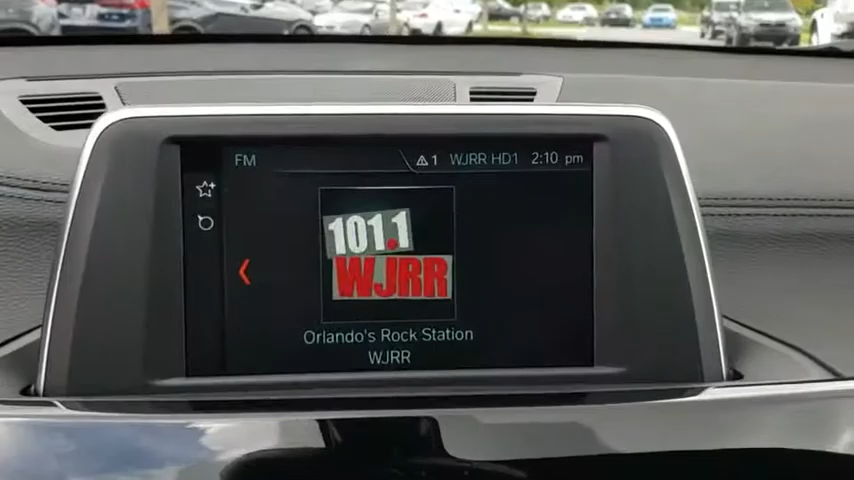 FM
1 WJRR HD1 2:10 pm
101.1
WJRR
Orlando's Rock Station
WJRR